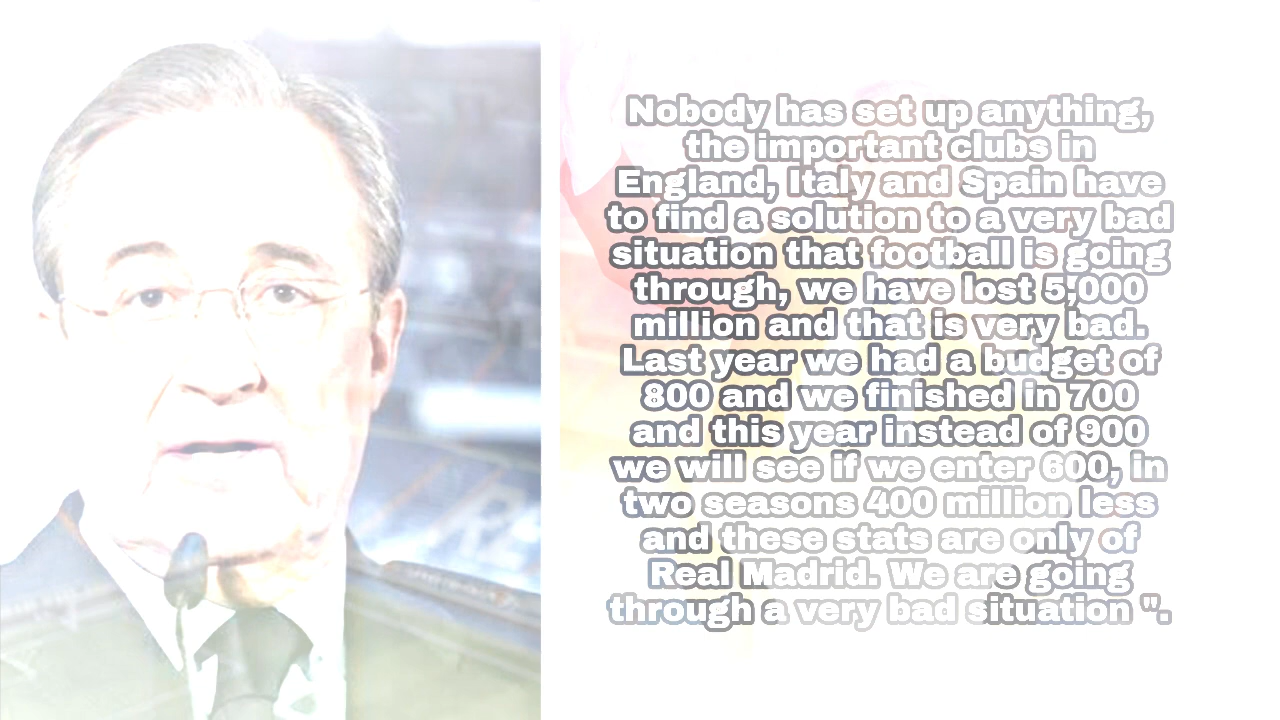 Nobody has set up anything,
the important clubs in
England, Italy and Spain have
to find a solution to a very bad
situation that football is going
through, we have lost 5,000
million and that is very bad.
Last year we had a budget of
800 and we finished in 700
and this year instead of 900
we will see if we enter 600, in
two seasons 400 million less
and these stats are only of
Real Madrid. We are going
through a very bad situation ".